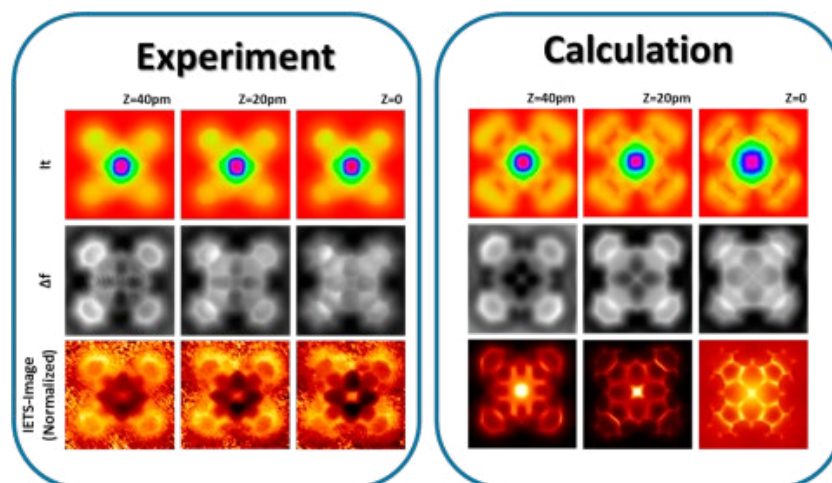 Experiment
Z=40pm Z=20pm Z=0
It
Δf
IETS-Image
(Normalized)
Calculation
Z=40pm Z=20pm Z=0